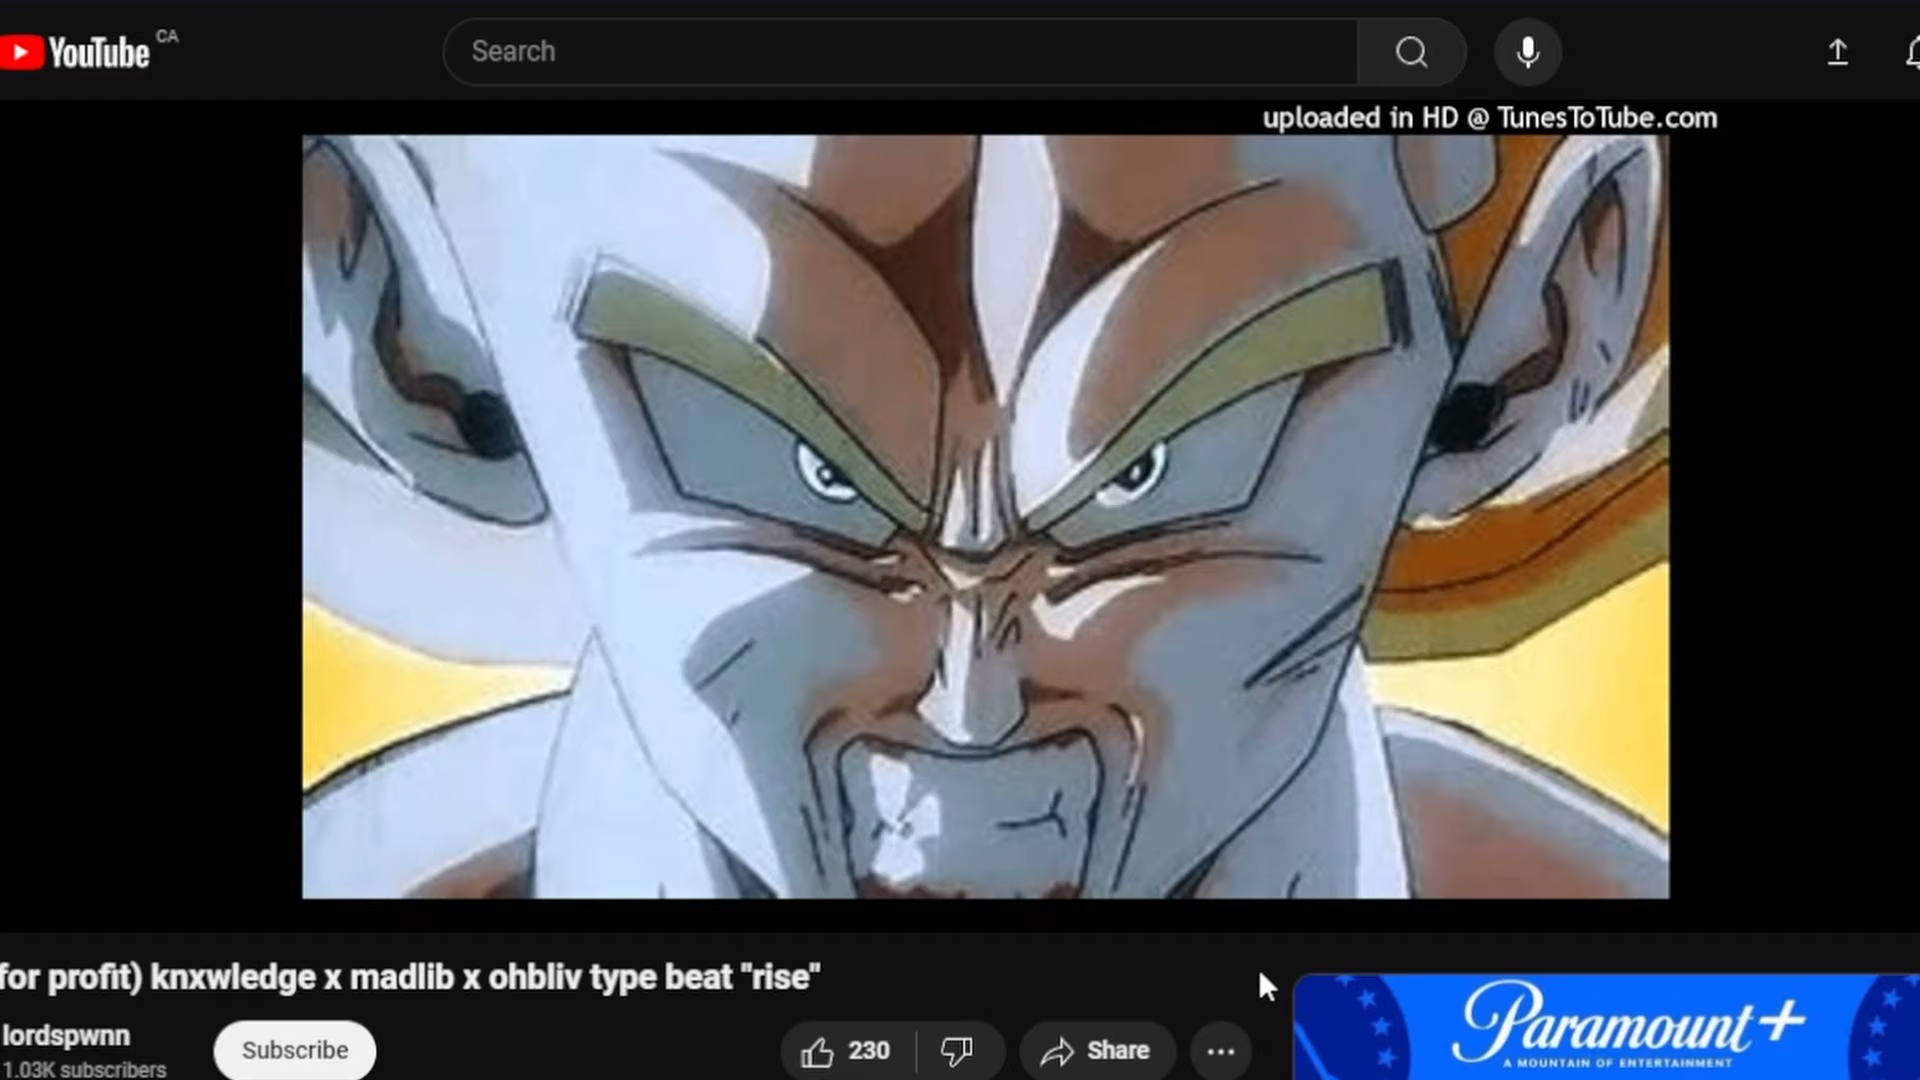 YouTube CA
Search
uploaded in HD @ TunesToTube.com
for profit) knxwledge x madlib x ohbliv type beat "rise"
lordspwnn
1.03K subscribers
Subscribe
230
Share
Paramount+
A MOUNTAIN OF ENTERTAINMENT